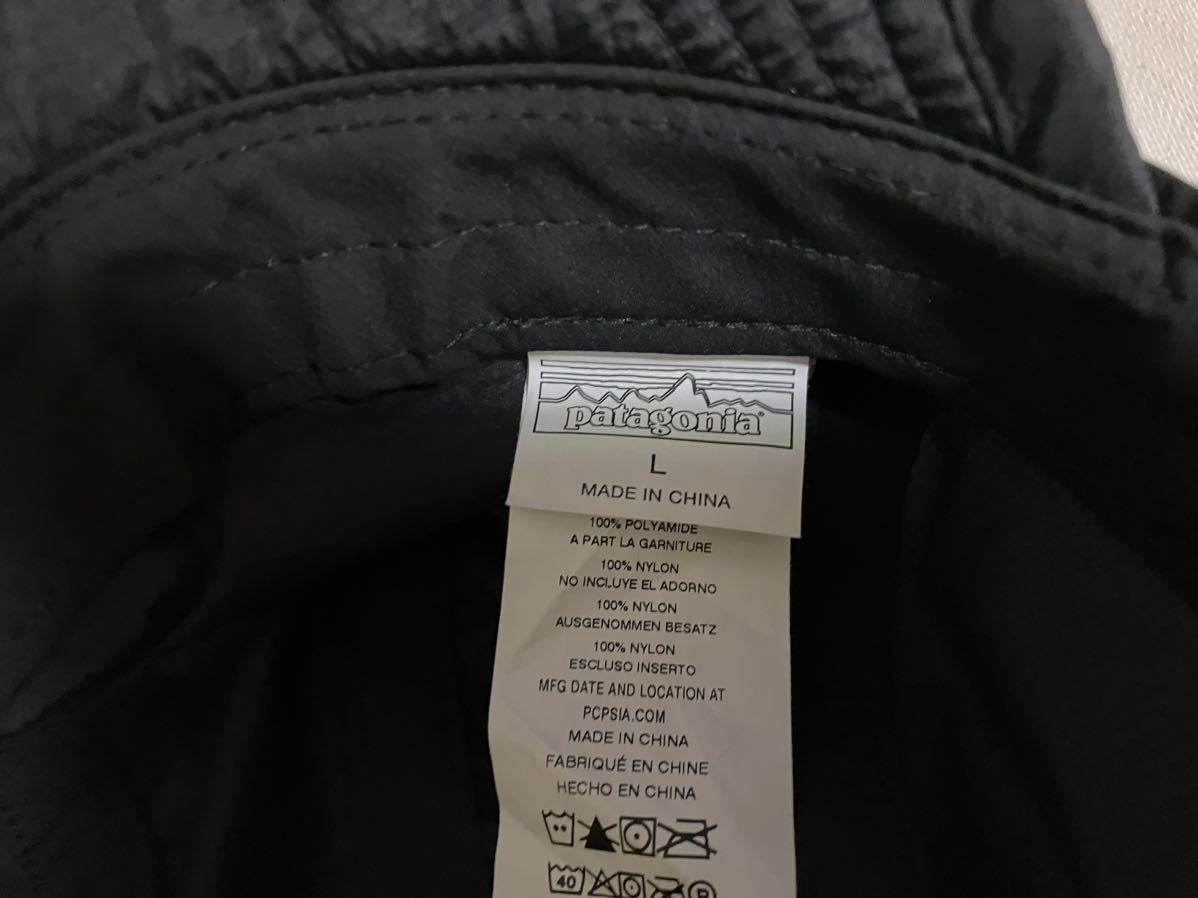 patagonia®
L
MADE IN CHINA
100% POLYAMIDE
A PART LA GARNITURE
100% NYLON
NO INCLUYE EL ADORNO
100% NYLON
AUSGENOMMEN BESATZ
100% NYLON
ESCLUSO INSERTO
MFG DATE AND LOCATION AT
PCPSIA.COM
MADE IN CHINA
FABRIQUÉ EN CHINE
HECHO EN CHINA
40 P